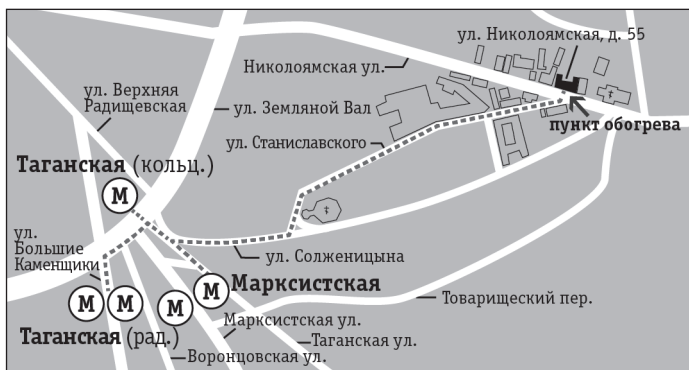 ул. Николоямская, д. 55
Николоямская ул.
ул. Верхняя
Радищевская
ул. Земляной Вал
пункт обогрева
ул. Станиславского
Таганская (кольц.)
М
ул.
Большие
Каменщики
ул. Солженицына
М
Марксистская
М
М
М
Товарищеский пер.
Марксистская ул.
Таганская (рад.)
Таганская ул.
Воронцовская ул.